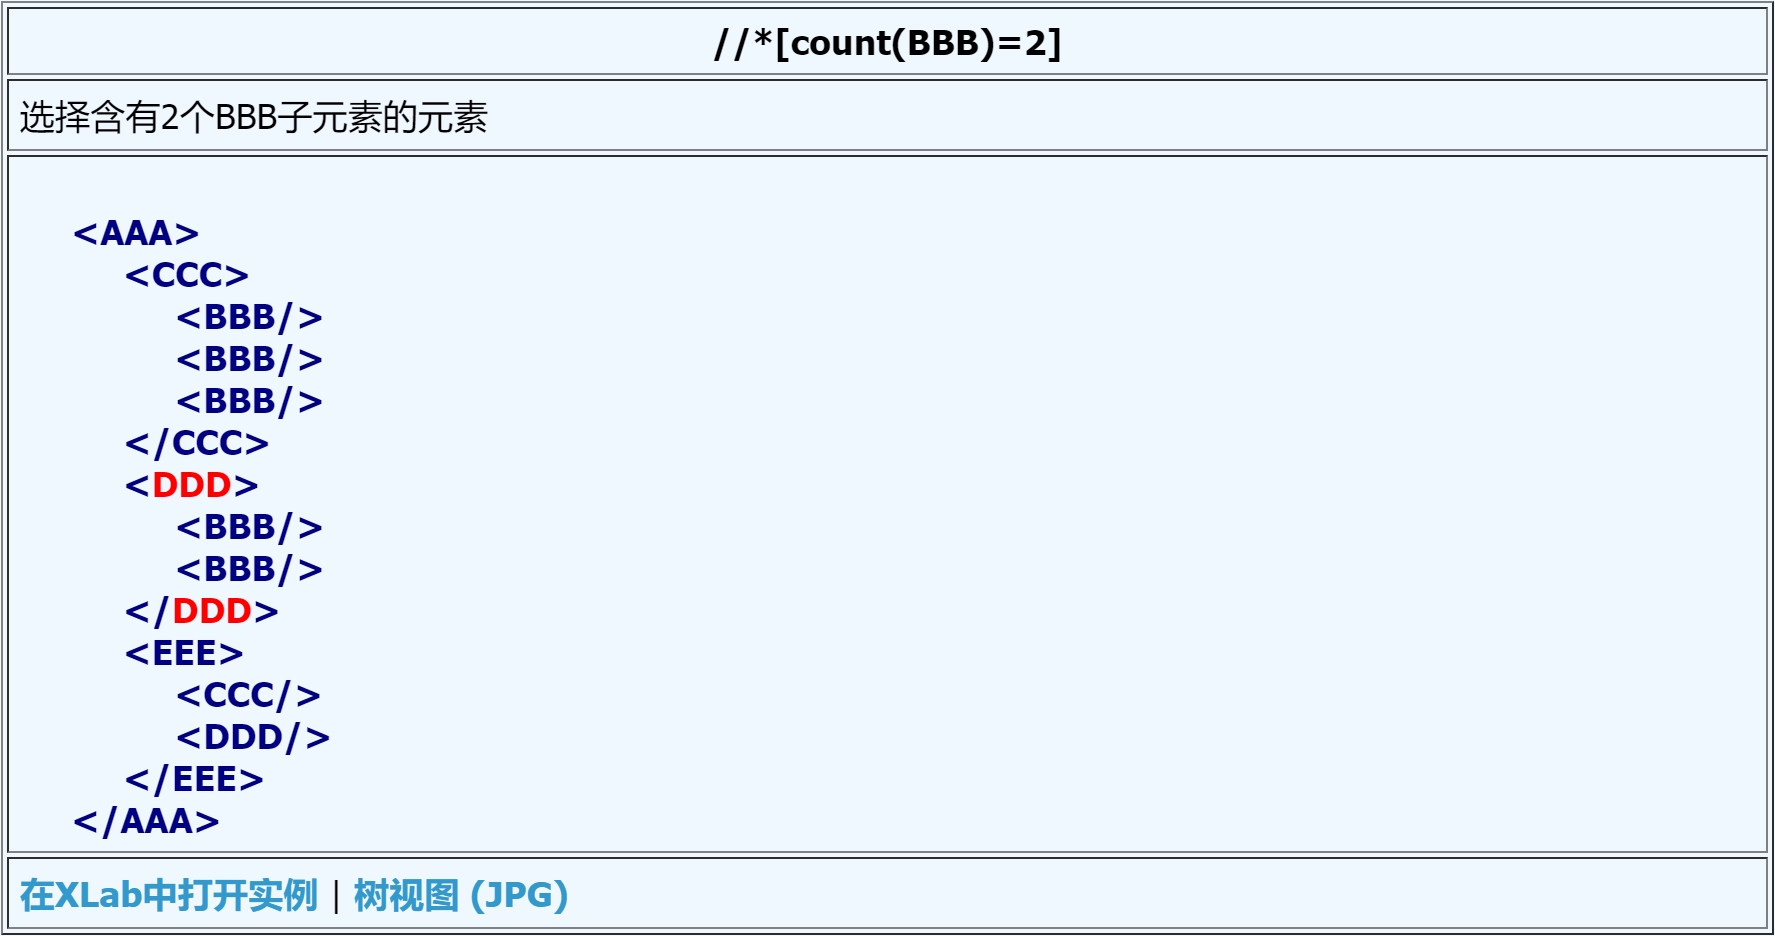 //*[count(BBB)=2]
选择含有2个BBB子元素的元素
<AAA>
<CCC>
<BBB/>
<BBB/>
<BBB/>
</CCC>
<DDD>
<BBB/>
<BBB/>
</DDD>
<EEE>
<CCC/>
<DDD/>
</EEE>
</AAA>
在XLab中打开实例 | 树视图 (JPG)